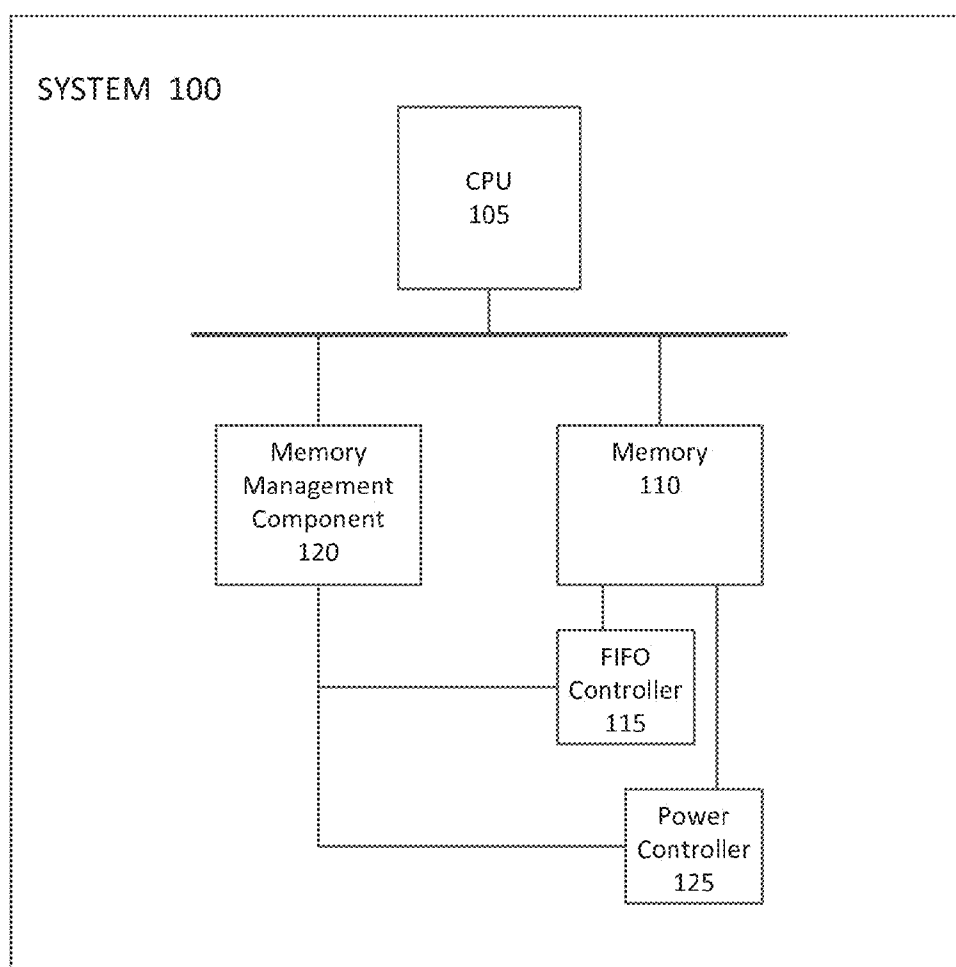 SYSTEM 100
CPU
105
Memory
Management
Component
120
Memory
110
FIFO
Controller
115
Power
Controller
125